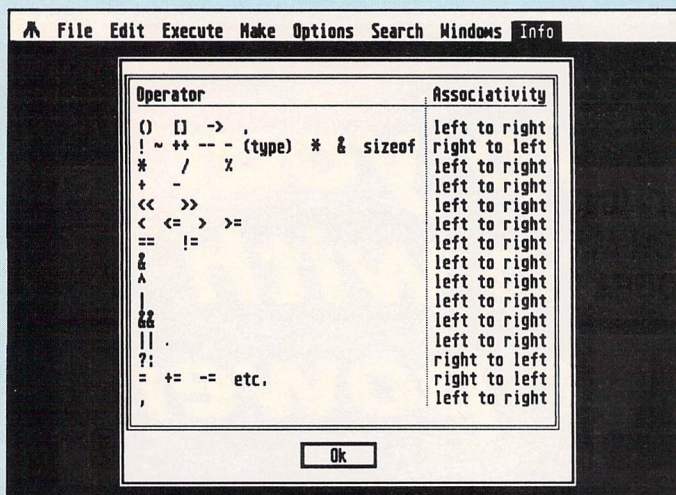 File Edit Execute Make Options Search Windows Info
Operator Associativity
() [] -> . left to right
! ~ ++ -- - (type) * & sizeof right to left
* / % left to right
+ - left to right
<< >> left to right
< <= > >= left to right
== != left to right
& left to right
^ left to right
| left to right
&& left to right
|| . left to right
?: right to left
= += -= etc. right to left
, left to right
Ok